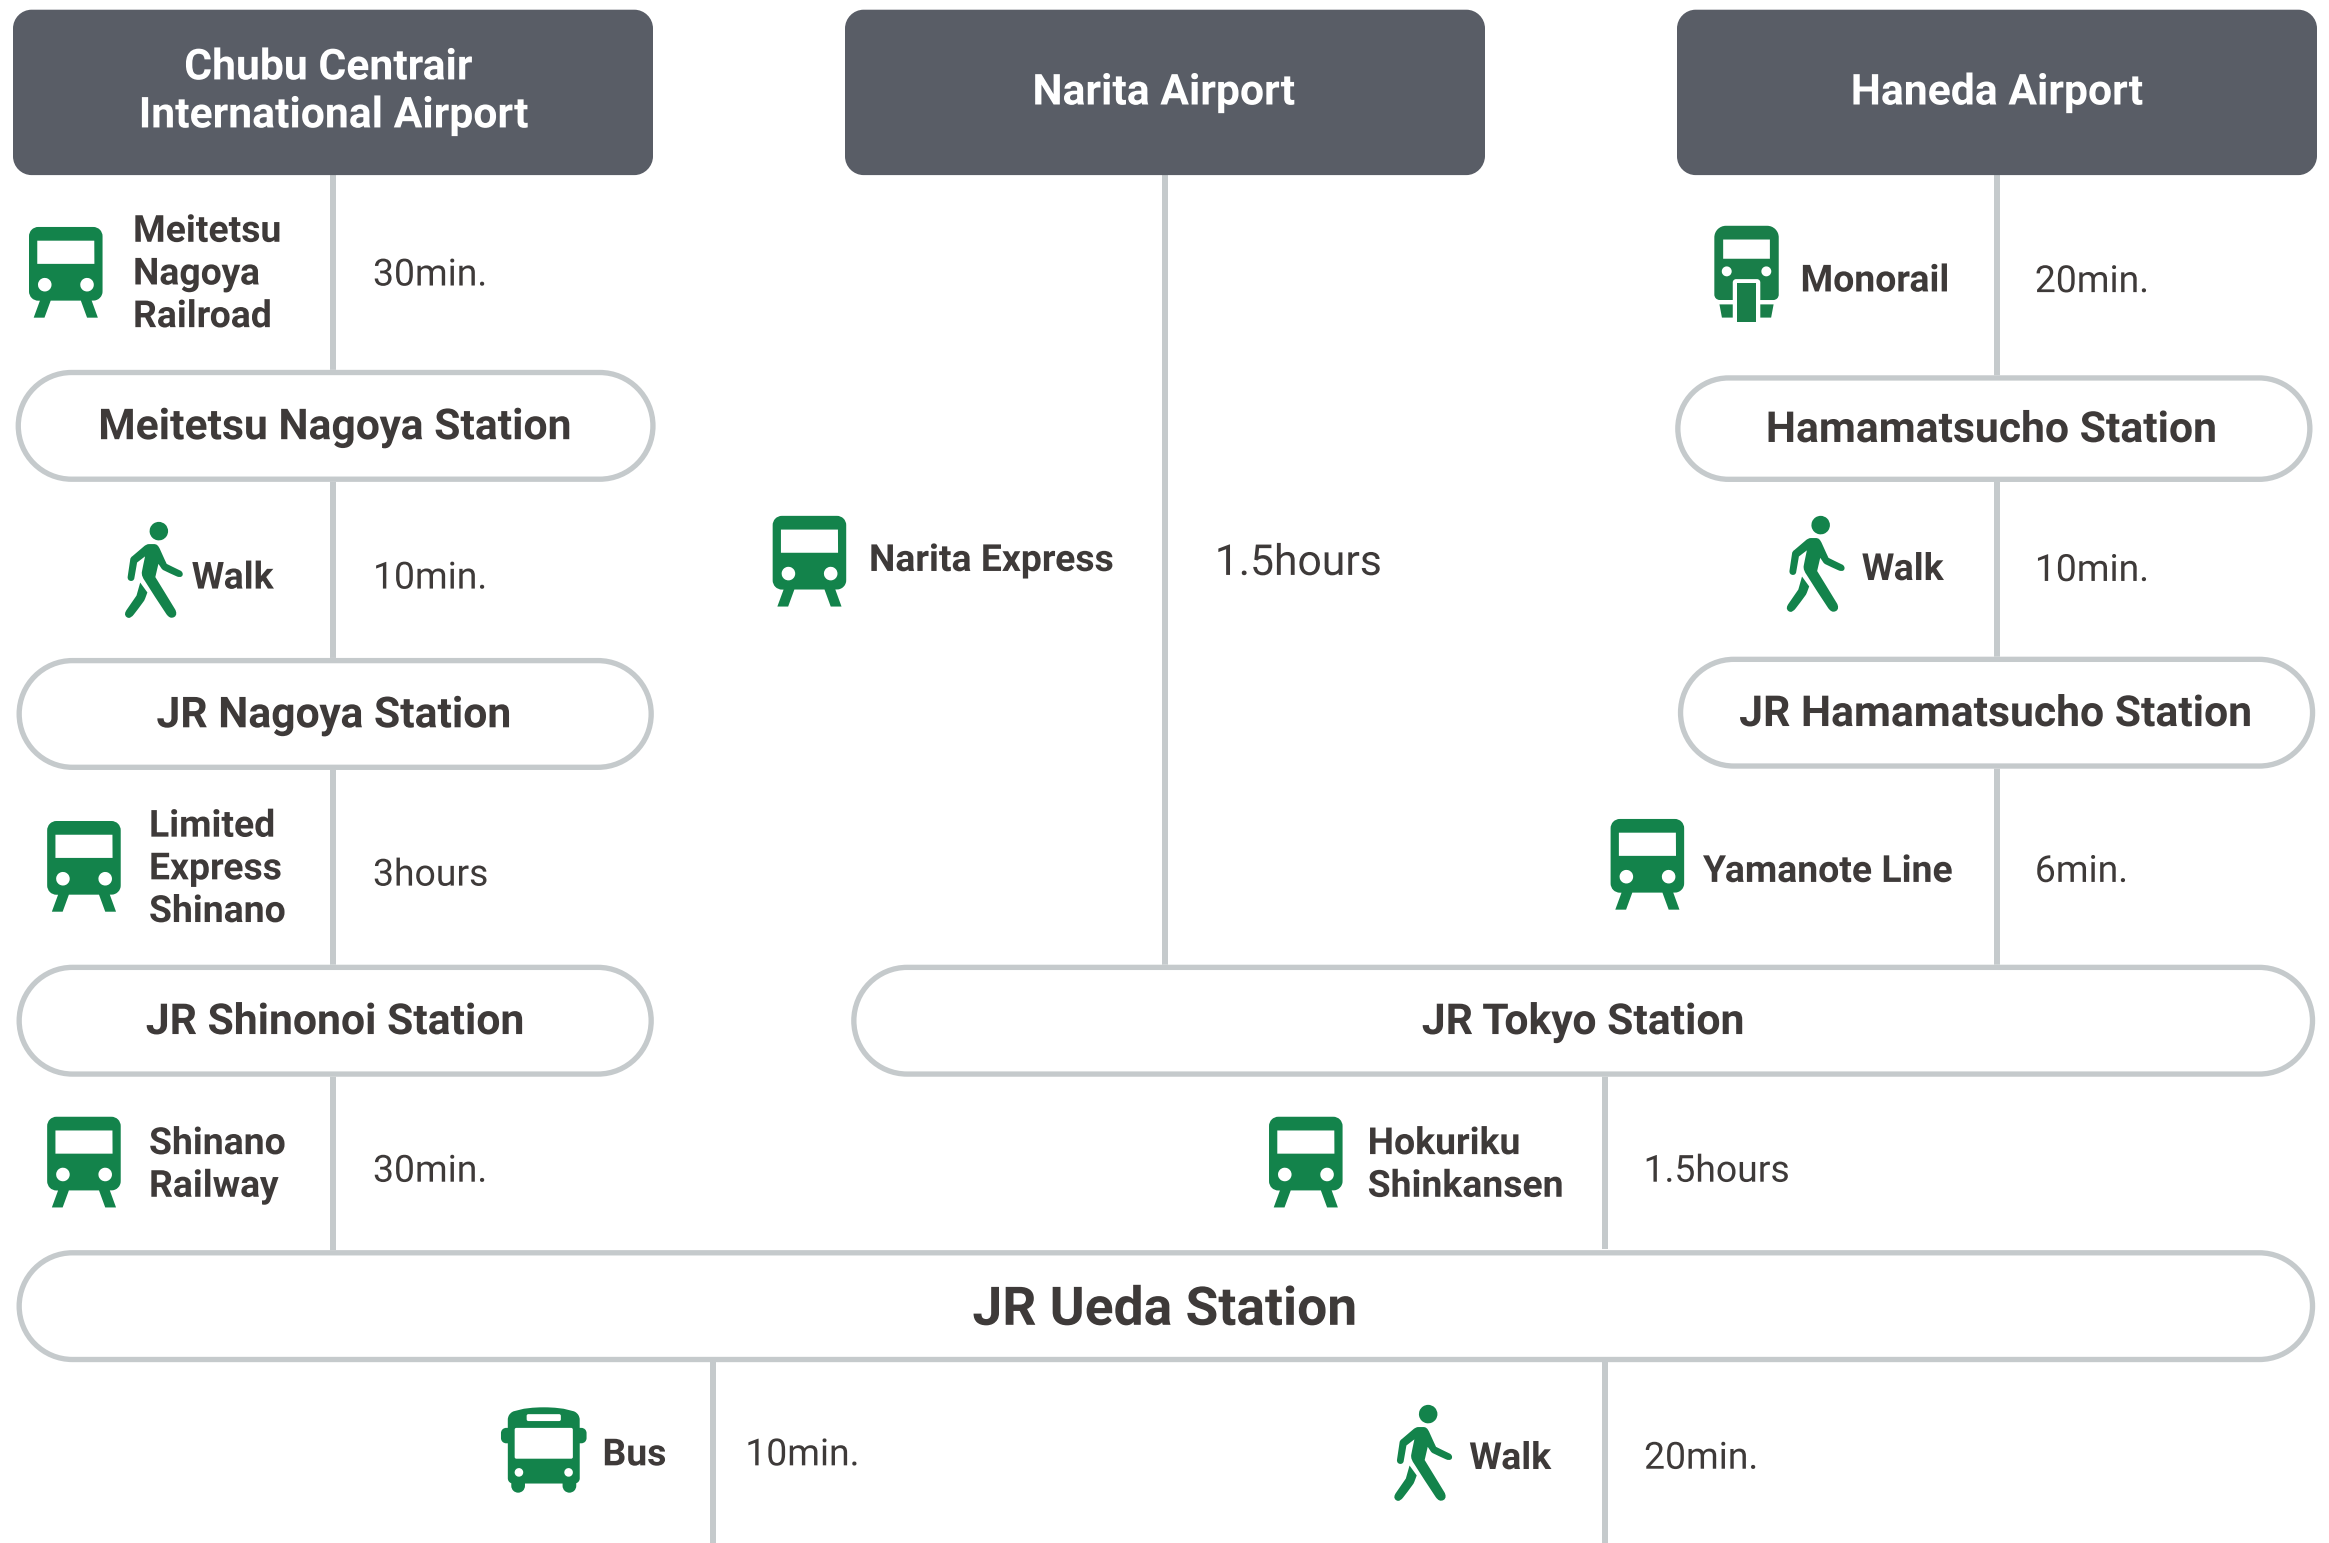 Chubu Centrair
International Airport
Narita Airport
Haneda Airport
Meitetsu
Nagoya
Railroad
30min.
Monorail
20min.
Meitetsu Nagoya Station
Hamamatsucho Station
Walk
10min.
Narita Express
1.5hours
Walk
10min.
JR Nagoya Station
JR Hamamatsucho Station
Limited
Express
Shinano
3hours
Yamanote Line
6min.
JR Shinonoi Station
JR Tokyo Station
Shinano
Railway
30min.
Hokuriku
Shinkansen
1.5hours
JR Ueda Station
Bus
10min.
Walk
20min.